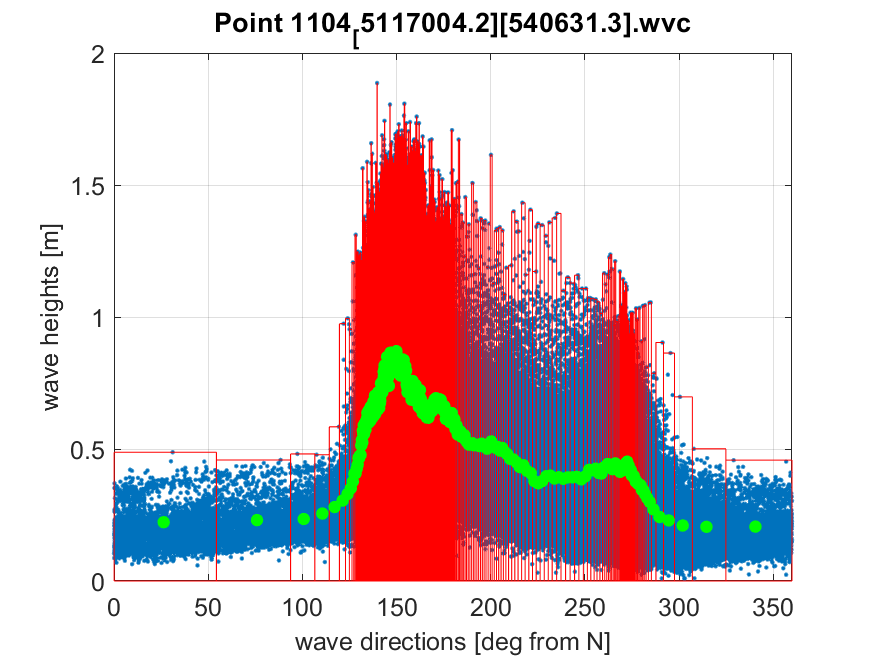 Point 1104[5117004.2][540631.3].wvc
2
1.5
1
0.5
0
wave heights [m]
0 50 100 150 200 250 300 350
wave directions [deg from N]